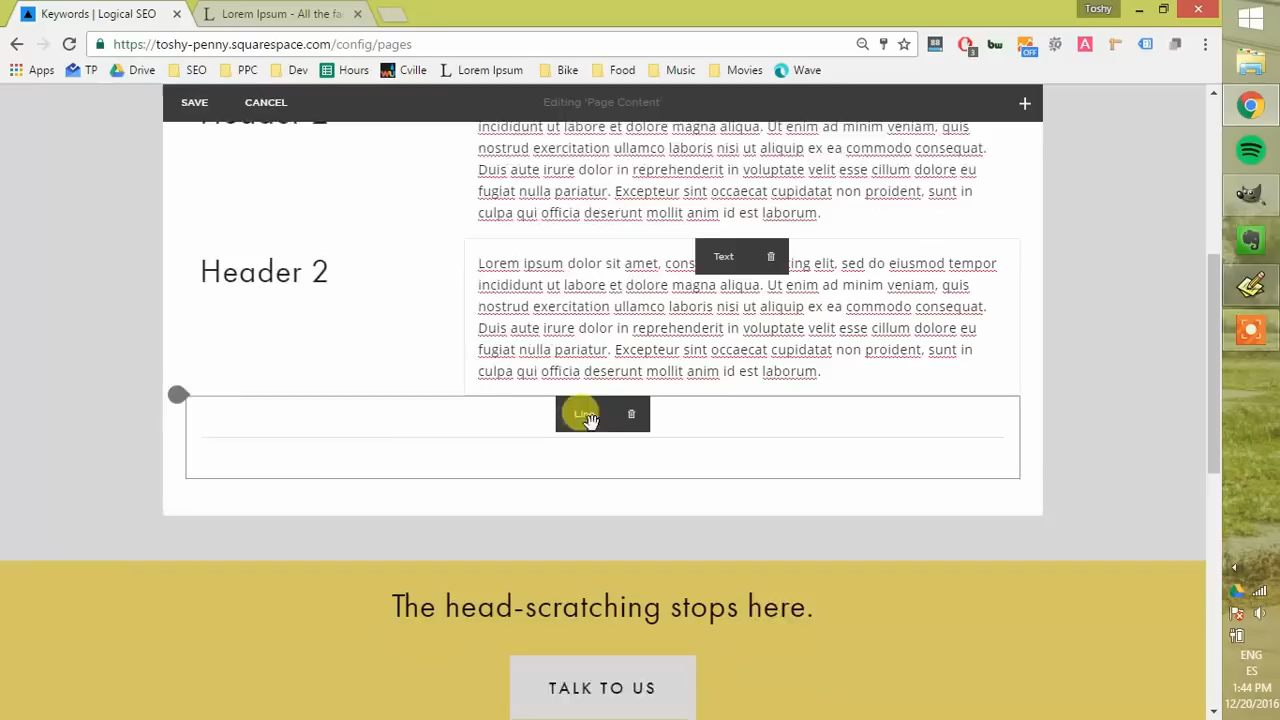 Keywords | Logical SEO
Lorem Ipsum - All the fa
Toshy
https://toshy-penny.squarespace.com/config/pages
Apps TP Drive SEO PPC Dev Hours Cville Lorem Ipsum Bike Food Music Movies Wave
SAVE CANCEL Editing 'Page Content'
incididunt ut labore et dolore magna aliqua. Ut enim ad minim veniam, quis
nostrud exercitation ullamco laboris nisi ut aliquip ex ea commodo consequat.
Duis aute irure dolor in reprehenderit in voluptate velit esse cillum dolore eu
fugiat nulla pariatur. Excepteur sint occaecat cupidatat non proident, sunt in
culpa qui officia deserunt mollit anim id est laborum.
Header 2
Text
Lorem ipsum dolor sit amet, cons ing elit, sed do eiusmod tempor
incididunt ut labore et dolore magna aliqua. Ut enim ad minim veniam, quis
nostrud exercitation ullamco laboris nisi ut aliquip ex ea commodo consequat.
Duis aute irure dolor in reprehenderit in voluptate velit esse cillum dolore eu
fugiat nulla pariatur. Excepteur sint occaecat cupidatat non proident, sunt in
culpa qui officia deserunt mollit anim id est laborum.
The head-scratching stops here.
TALK TO US
OFF
ENG
ES
1:44 PM
12/20/2016